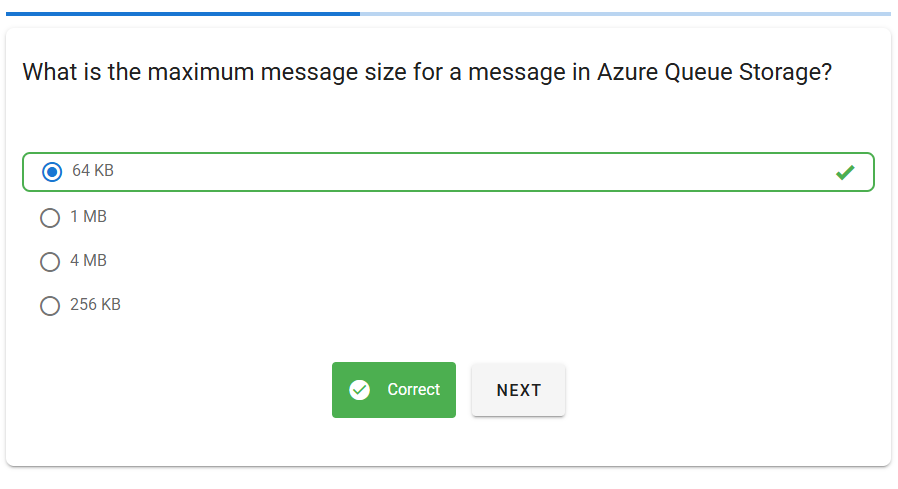 What is the maximum message size for a message in Azure Queue Storage?
64 KB
1 MB
4 MB
256 KB
Correct
NEXT